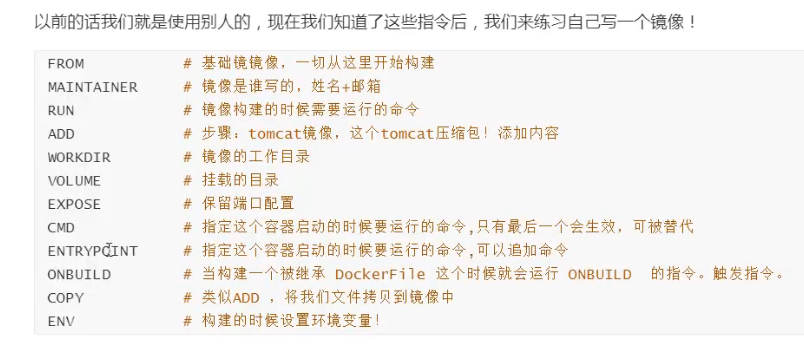 以前的话我们就是使用别人的，现在我们知道了这些指令后，我们来练习自己写一个镜像！
FROM # 基础镜镜像，一切从这里开始构建
MAINTAINER # 镜像是谁写的，姓名+邮箱
RUN # 镜像构建的时候需要运行的命令
ADD # 步骤：tomcat镜像，这个tomcat压缩包！添加内容
WORKDIR # 镜像的工作目录
VOLUME # 挂载的目录
EXPOSE # 保留端口配置
CMD # 指定这个容器启动的时候要运行的命令,只有最后一个会生效，可被替代
ENTRYPOINT # 指定这个容器启动的时候要运行的命令,可以追加命令
ONBUILD # 当构建一个被继承 DockerFile 这个时候就会运行 ONBUILD 的指令。触发指令。
COPY # 类似ADD ，将我们文件拷贝到镜像中
ENV # 构建的时候设置环境变量！